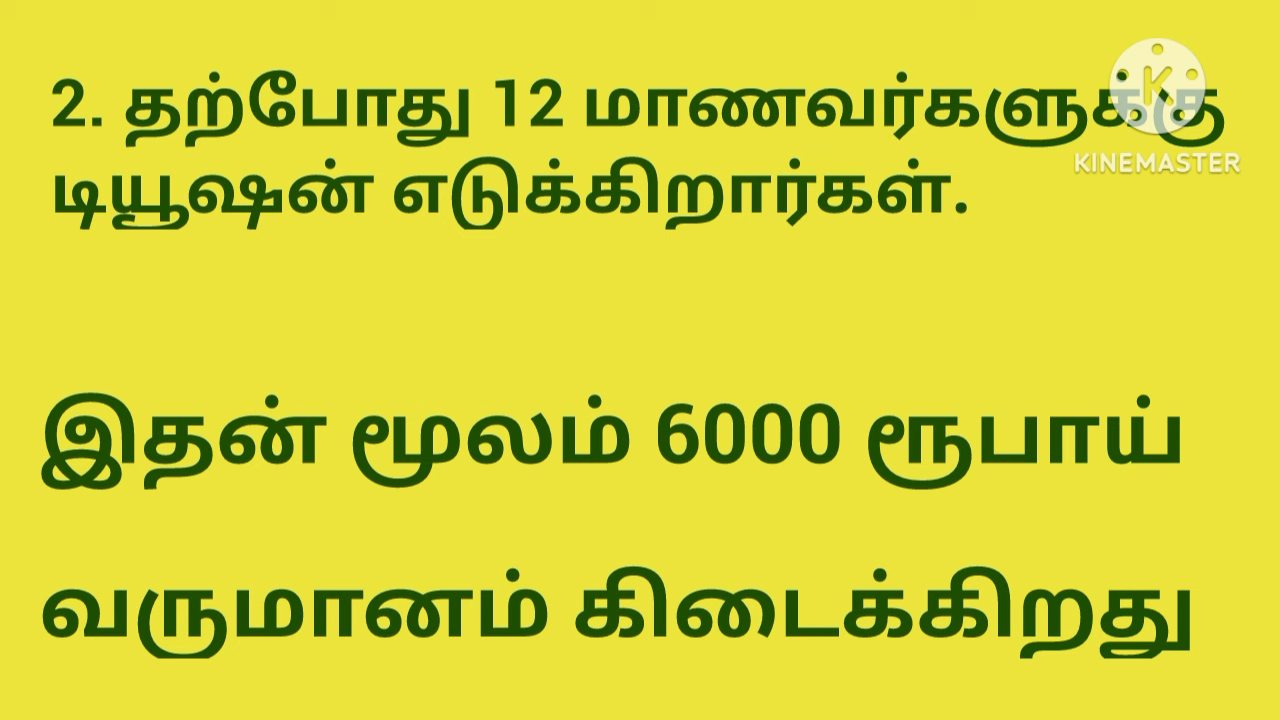 2. தற்போது 12 மாணவர்களுக்கு
டியூஷன் எடுக்கிறார்கள்.
இதன் மூலம் 6000 ரூபாய்
வருமானம் கிடைக்கிறது
K
KINEMASTER